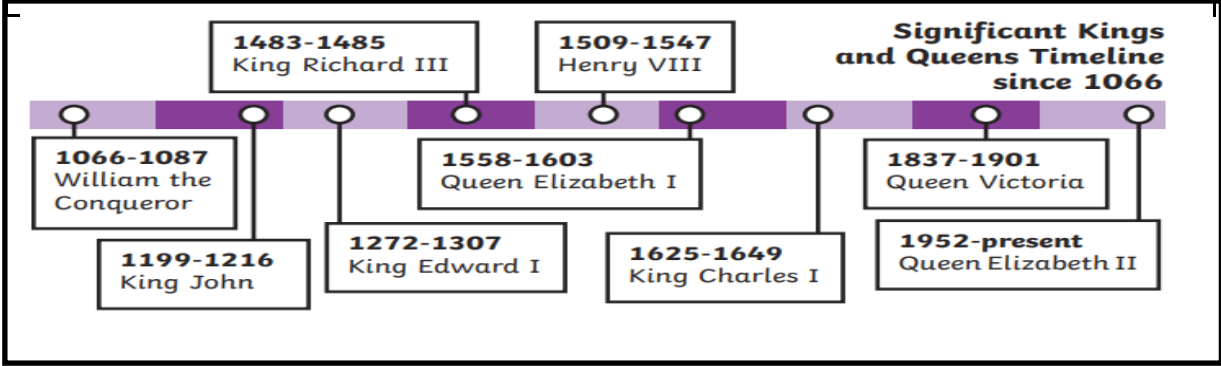 Significant Kings
and Queens Timeline
since 1066
1483-1485
King Richard III
1509-1547
Henry VIII
1066-1087
William the
Conqueror
1558-1603
Queen Elizabeth I
1837-1901
Queen Victoria
1199-1216
King John
1272-1307
King Edward I
1625-1649
King Charles I
1952-present
Queen Elizabeth II